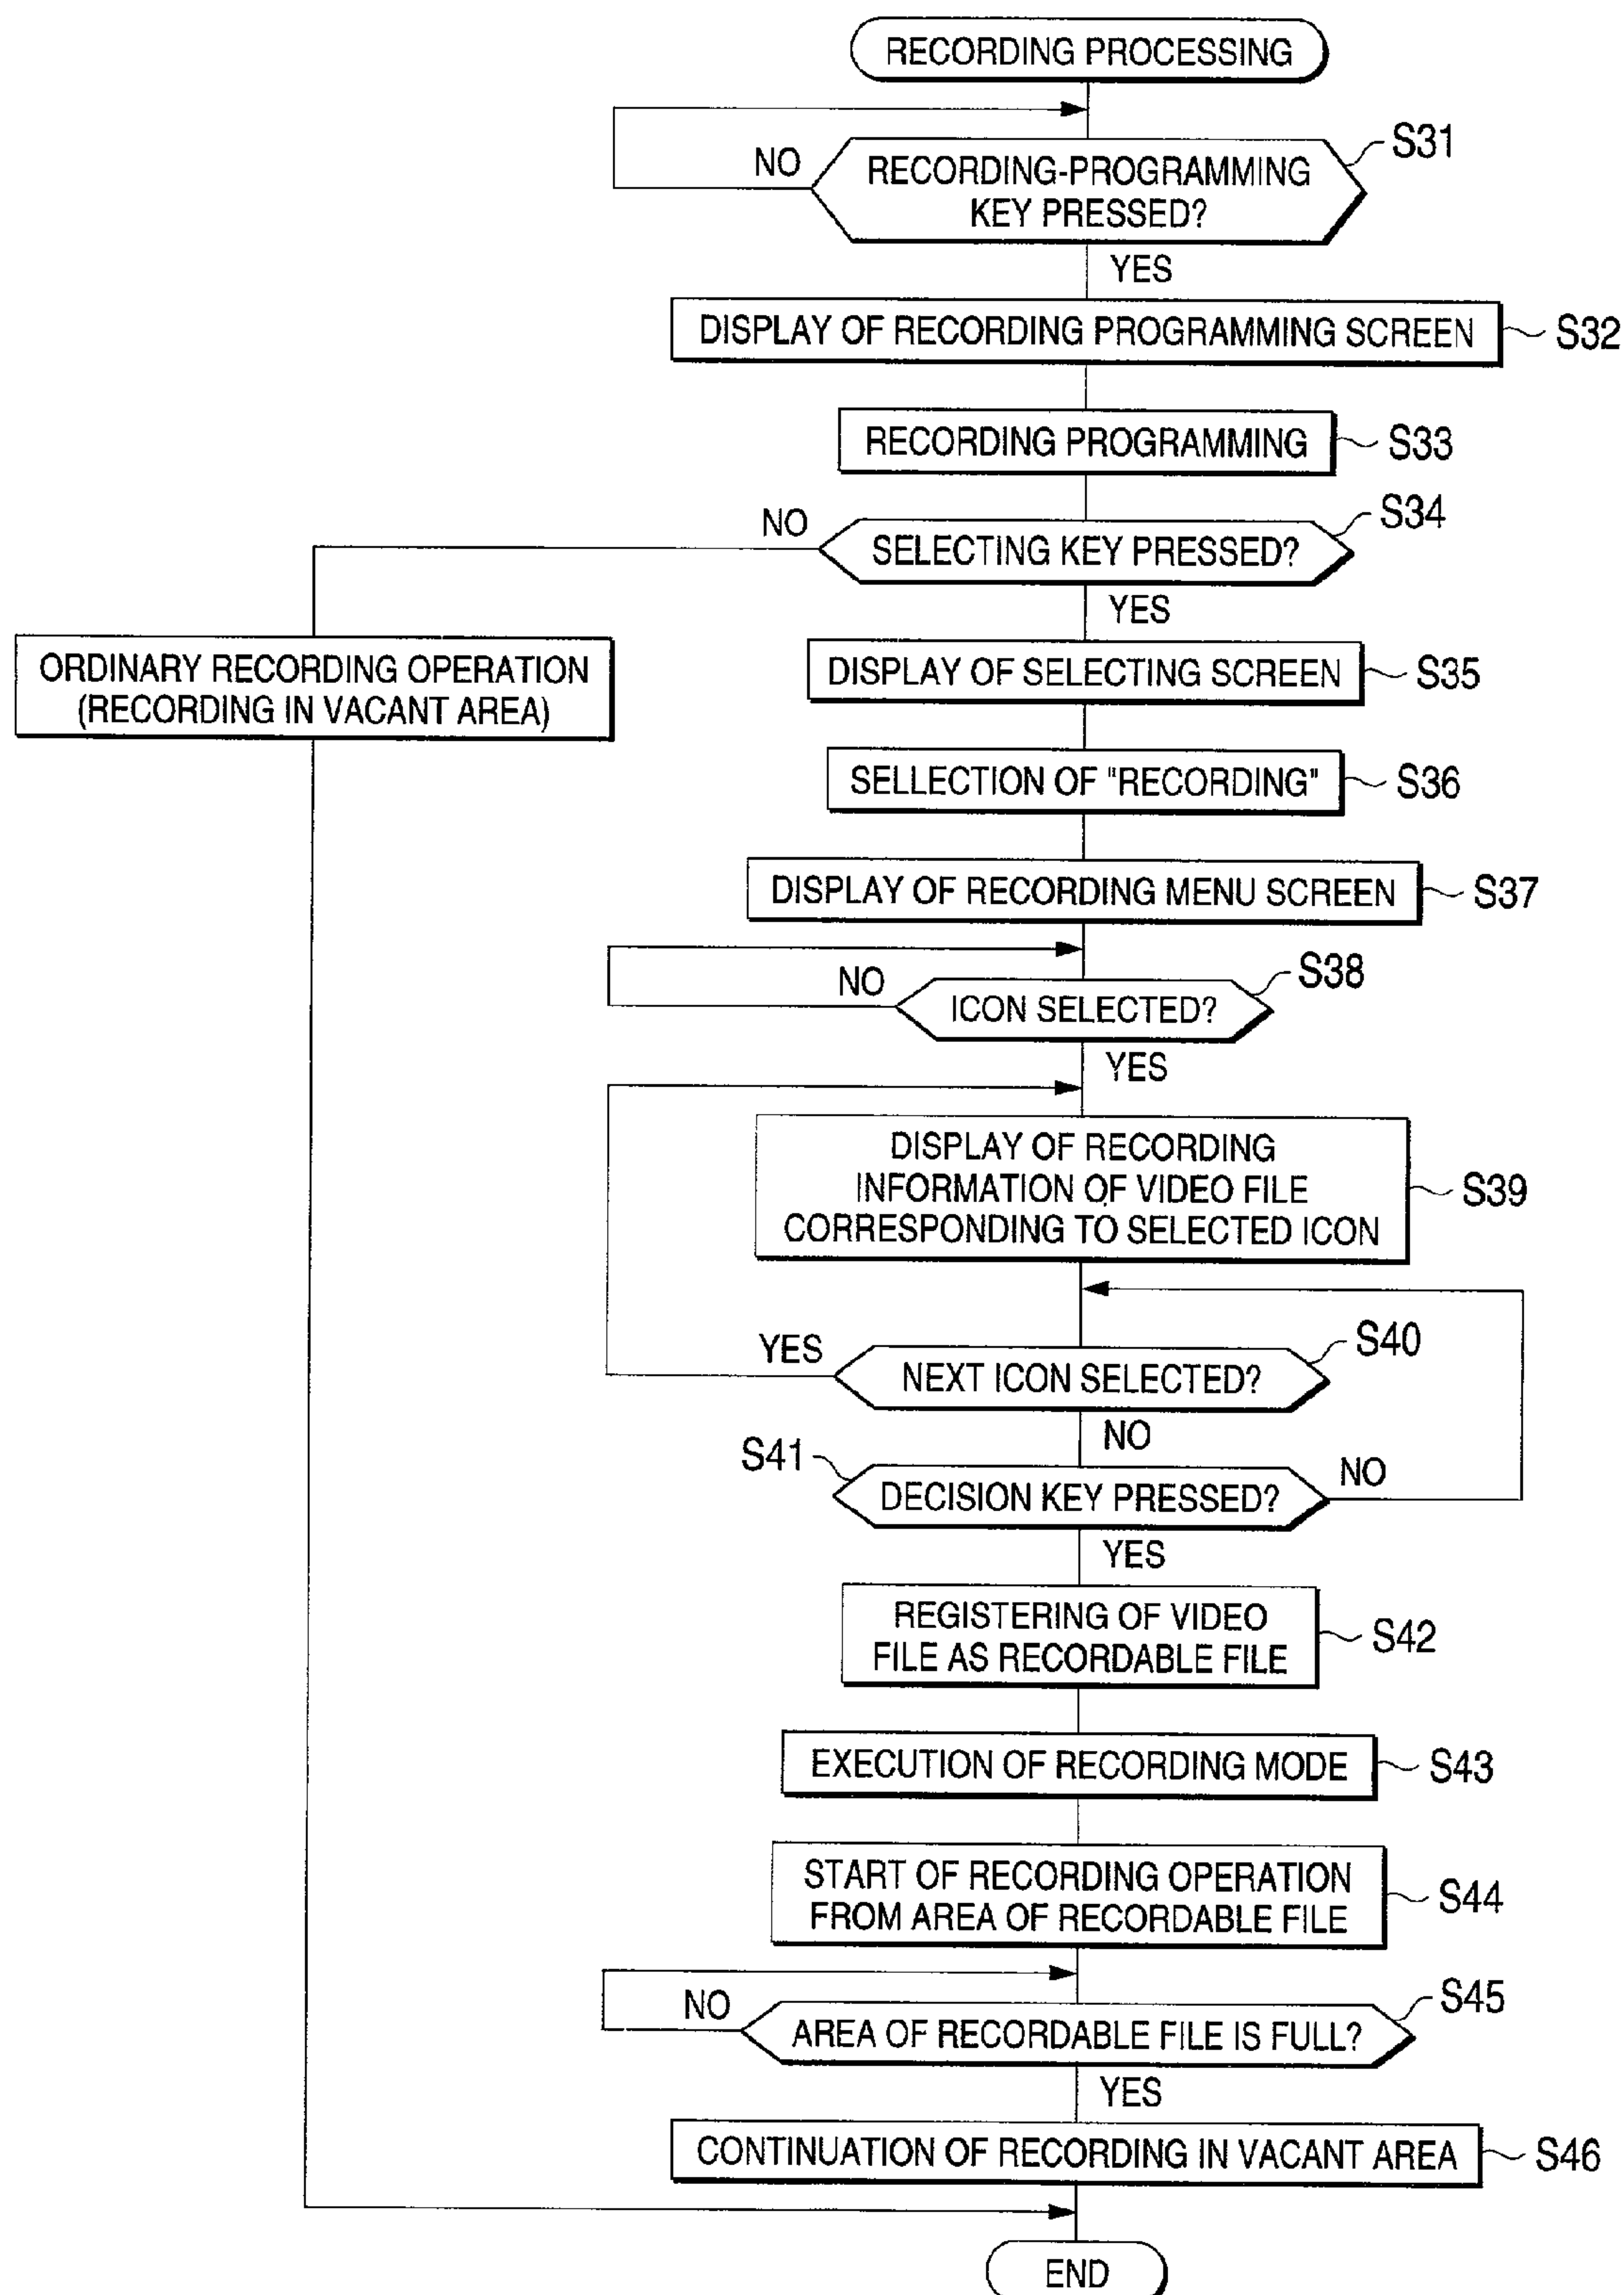 RECORDING PROCESSING
NO
RECORDING-PROGRAMMING
KEY PRESSED?
S31
YES
DISPLAY OF RECORDING PROGRAMMING SCREEN
S32
RECORDING PROGRAMMING
S33
NO
SELECTING KEY PRESSED?
S34
YES
ORDINARY RECORDING OPERATION
(RECORDING IN VACANT AREA)
DISPLAY OF SELECTING SCREEN
S35
SELLECTION OF "RECORDING"
S36
DISPLAY OF RECORDING MENU SCREEN
S37
NO
ICON SELECTED?
S38
YES
DISPLAY OF RECORDING
INFORMATION OF VIDEO FILE
CORRESPONDING TO SELECTED ICON
S39
YES
NEXT ICON SELECTED?
S40
NO
S41
DECISION KEY PRESSED?
NO
YES
REGISTERING OF VIDEO
FILE AS RECORDABLE FILE
S42
EXECUTION OF RECORDING MODE
S43
START OF RECORDING OPERATION
FROM AREA OF RECORDABLE FILE
S44
NO
AREA OF RECORDABLE FILE IS FULL?
S45
YES
CONTINUATION OF RECORDING IN VACANT AREA
S46
END